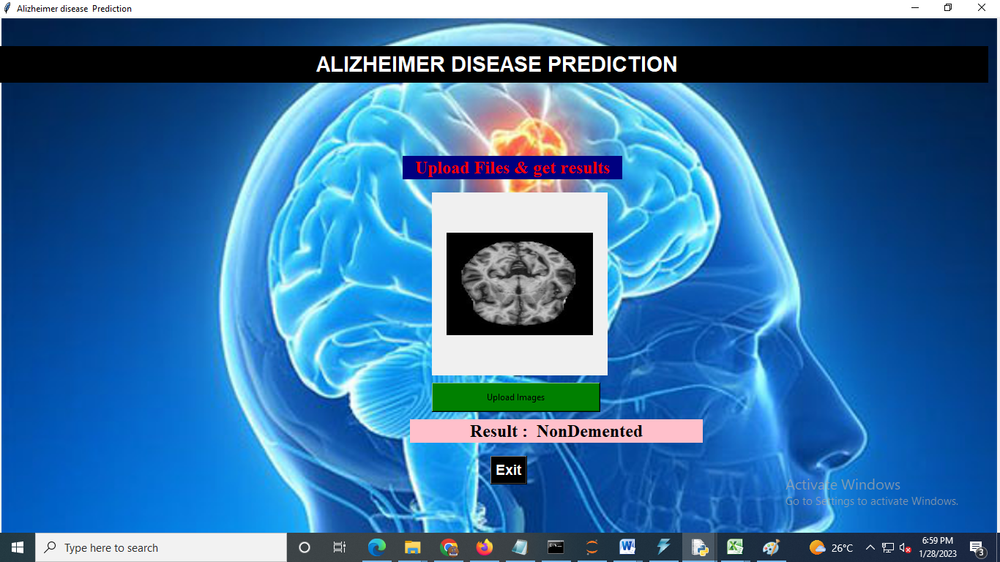 Alizheimer disease  Prediction
ALIZHEIMER DISEASE PREDICTION
Upload Files & get results
Upload Images
Result :  NonDemented
Exit
Activate Windows
Go to Settings to activate Windows.
Type here to search
26°C
6:59 PM
1/28/2023
3